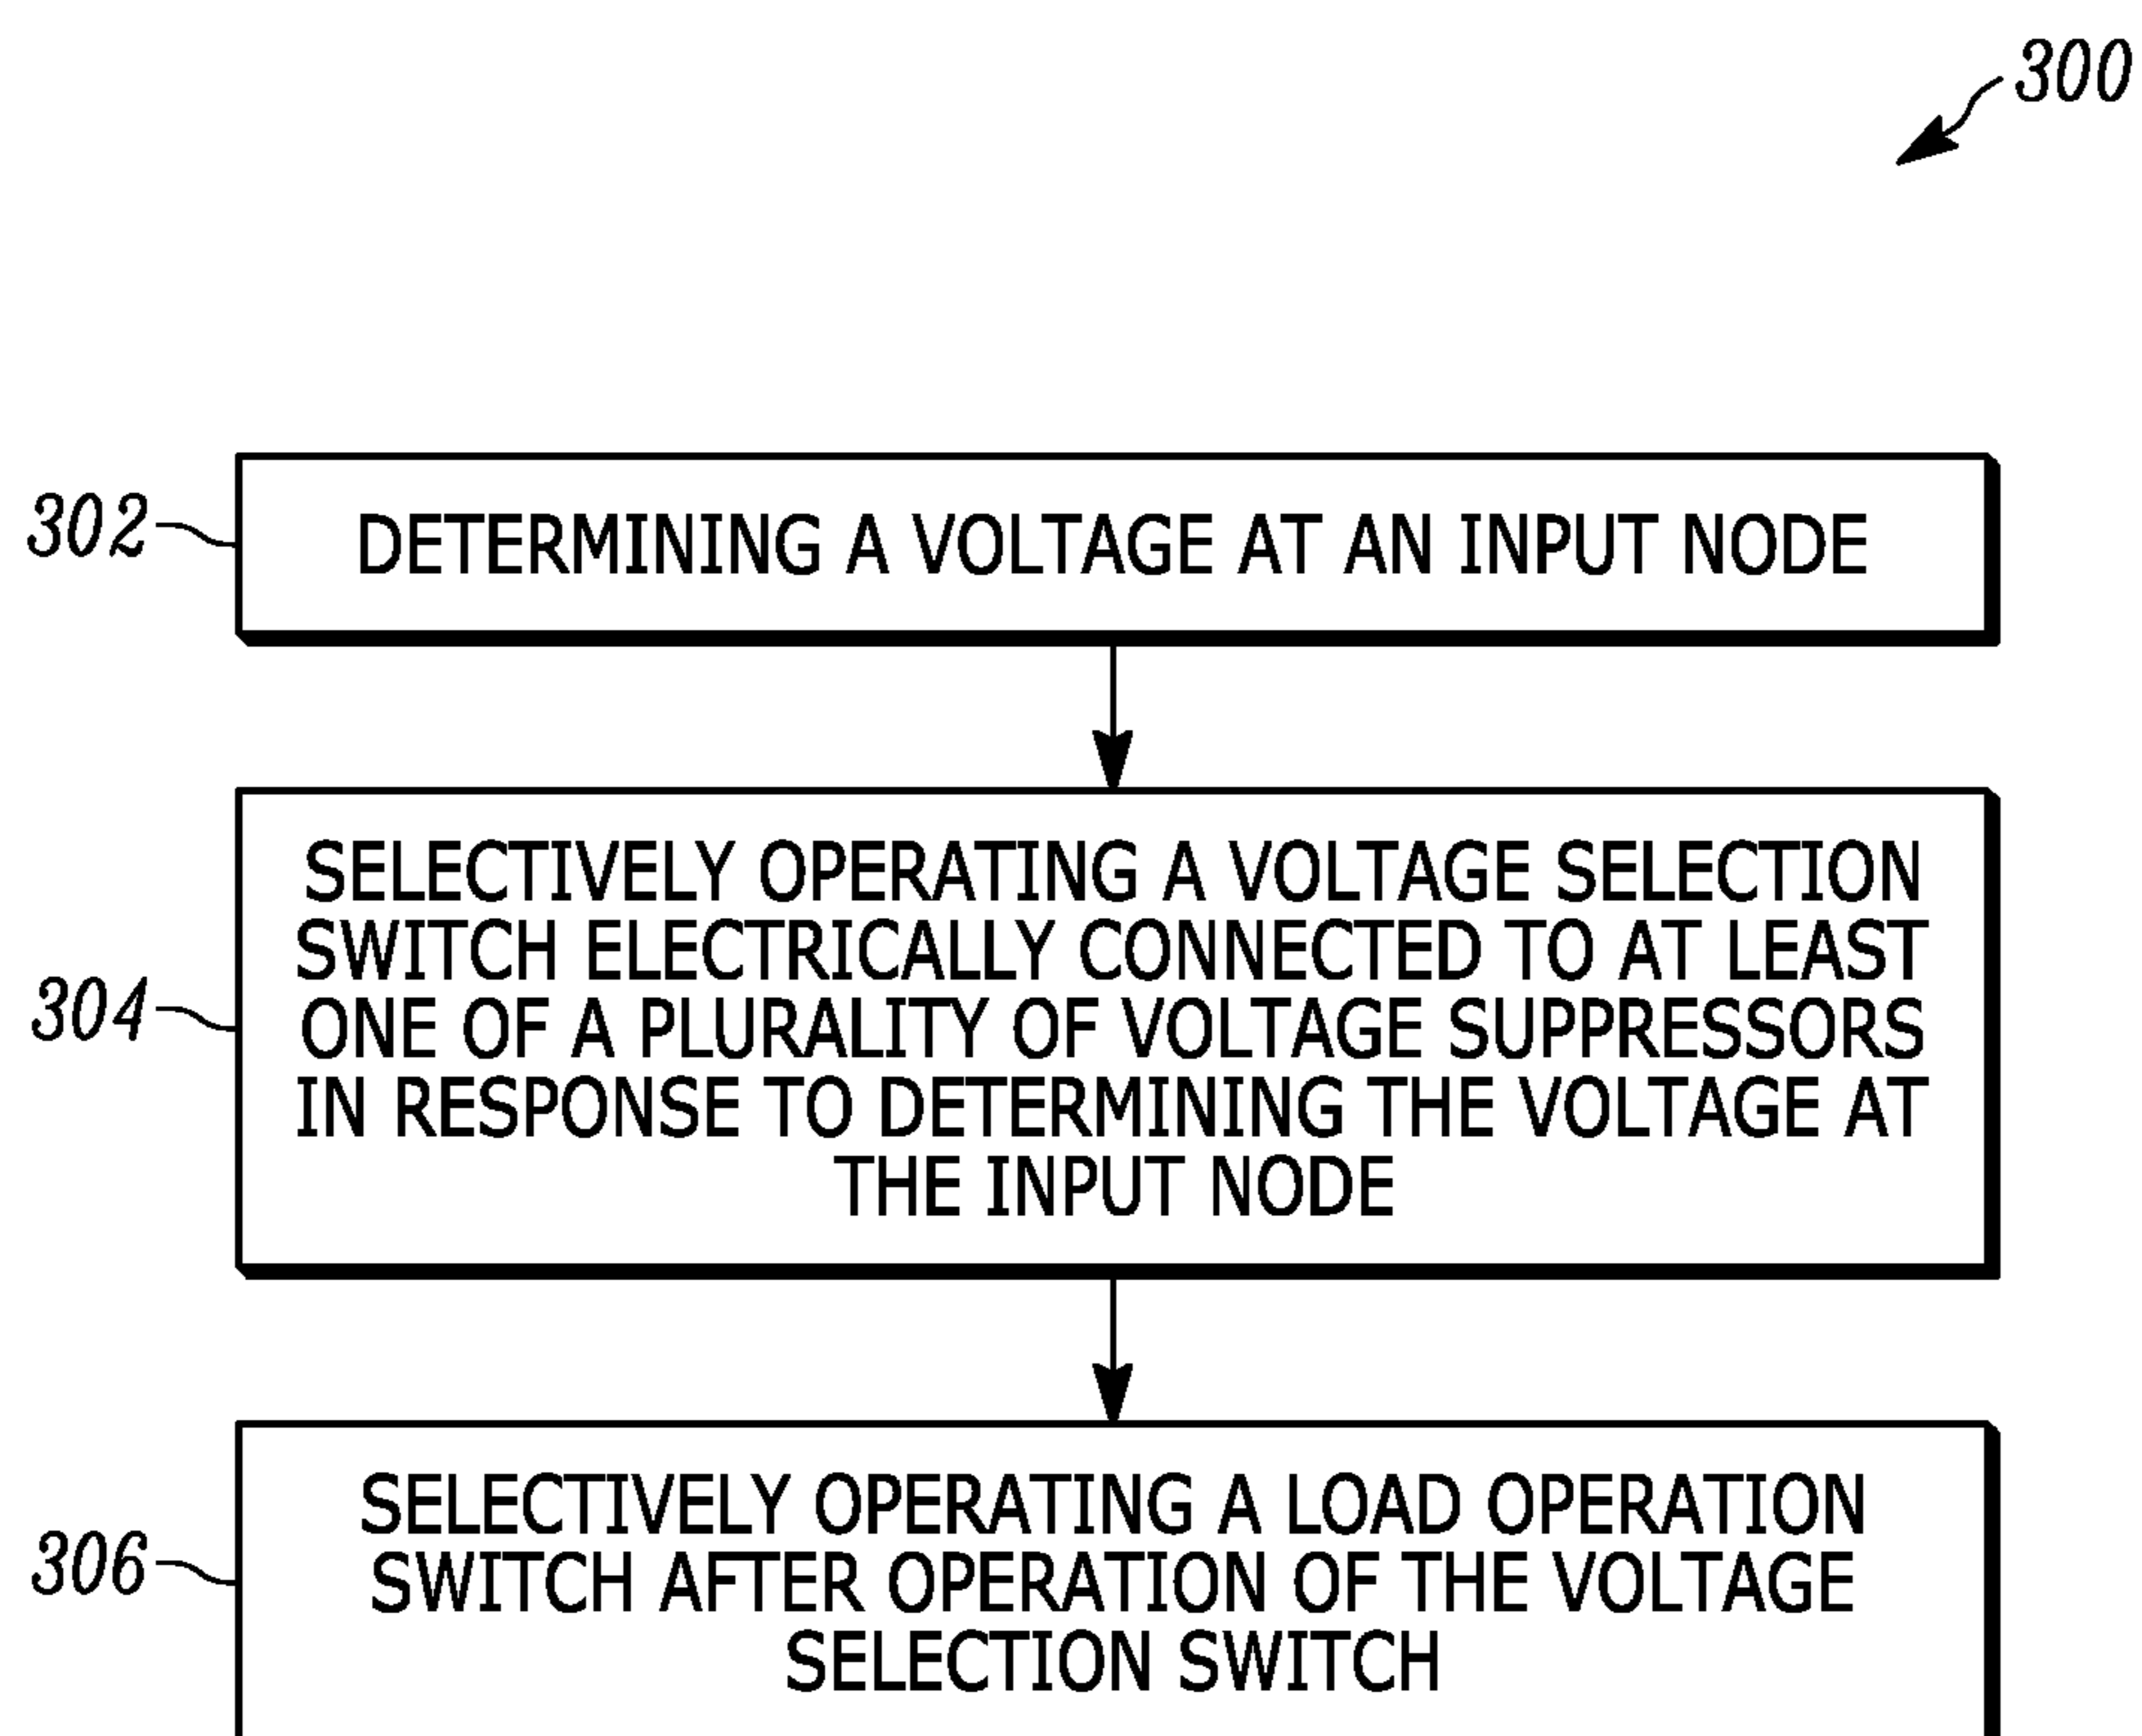 300
302
DETERMINING A VOLTAGE AT AN INPUT NODE
304
SELECTIVELY OPERATING A VOLTAGE SELECTION
SWITCH ELECTRICALLY CONNECTED TO AT LEAST
ONE OF A PLURALITY OF VOLTAGE SUPPRESSORS
IN RESPONSE TO DETERMINING THE VOLTAGE AT
THE INPUT NODE
306
SELECTIVELY OPERATING A LOAD OPERATION
SWITCH AFTER OPERATION OF THE VOLTAGE
SELECTION SWITCH